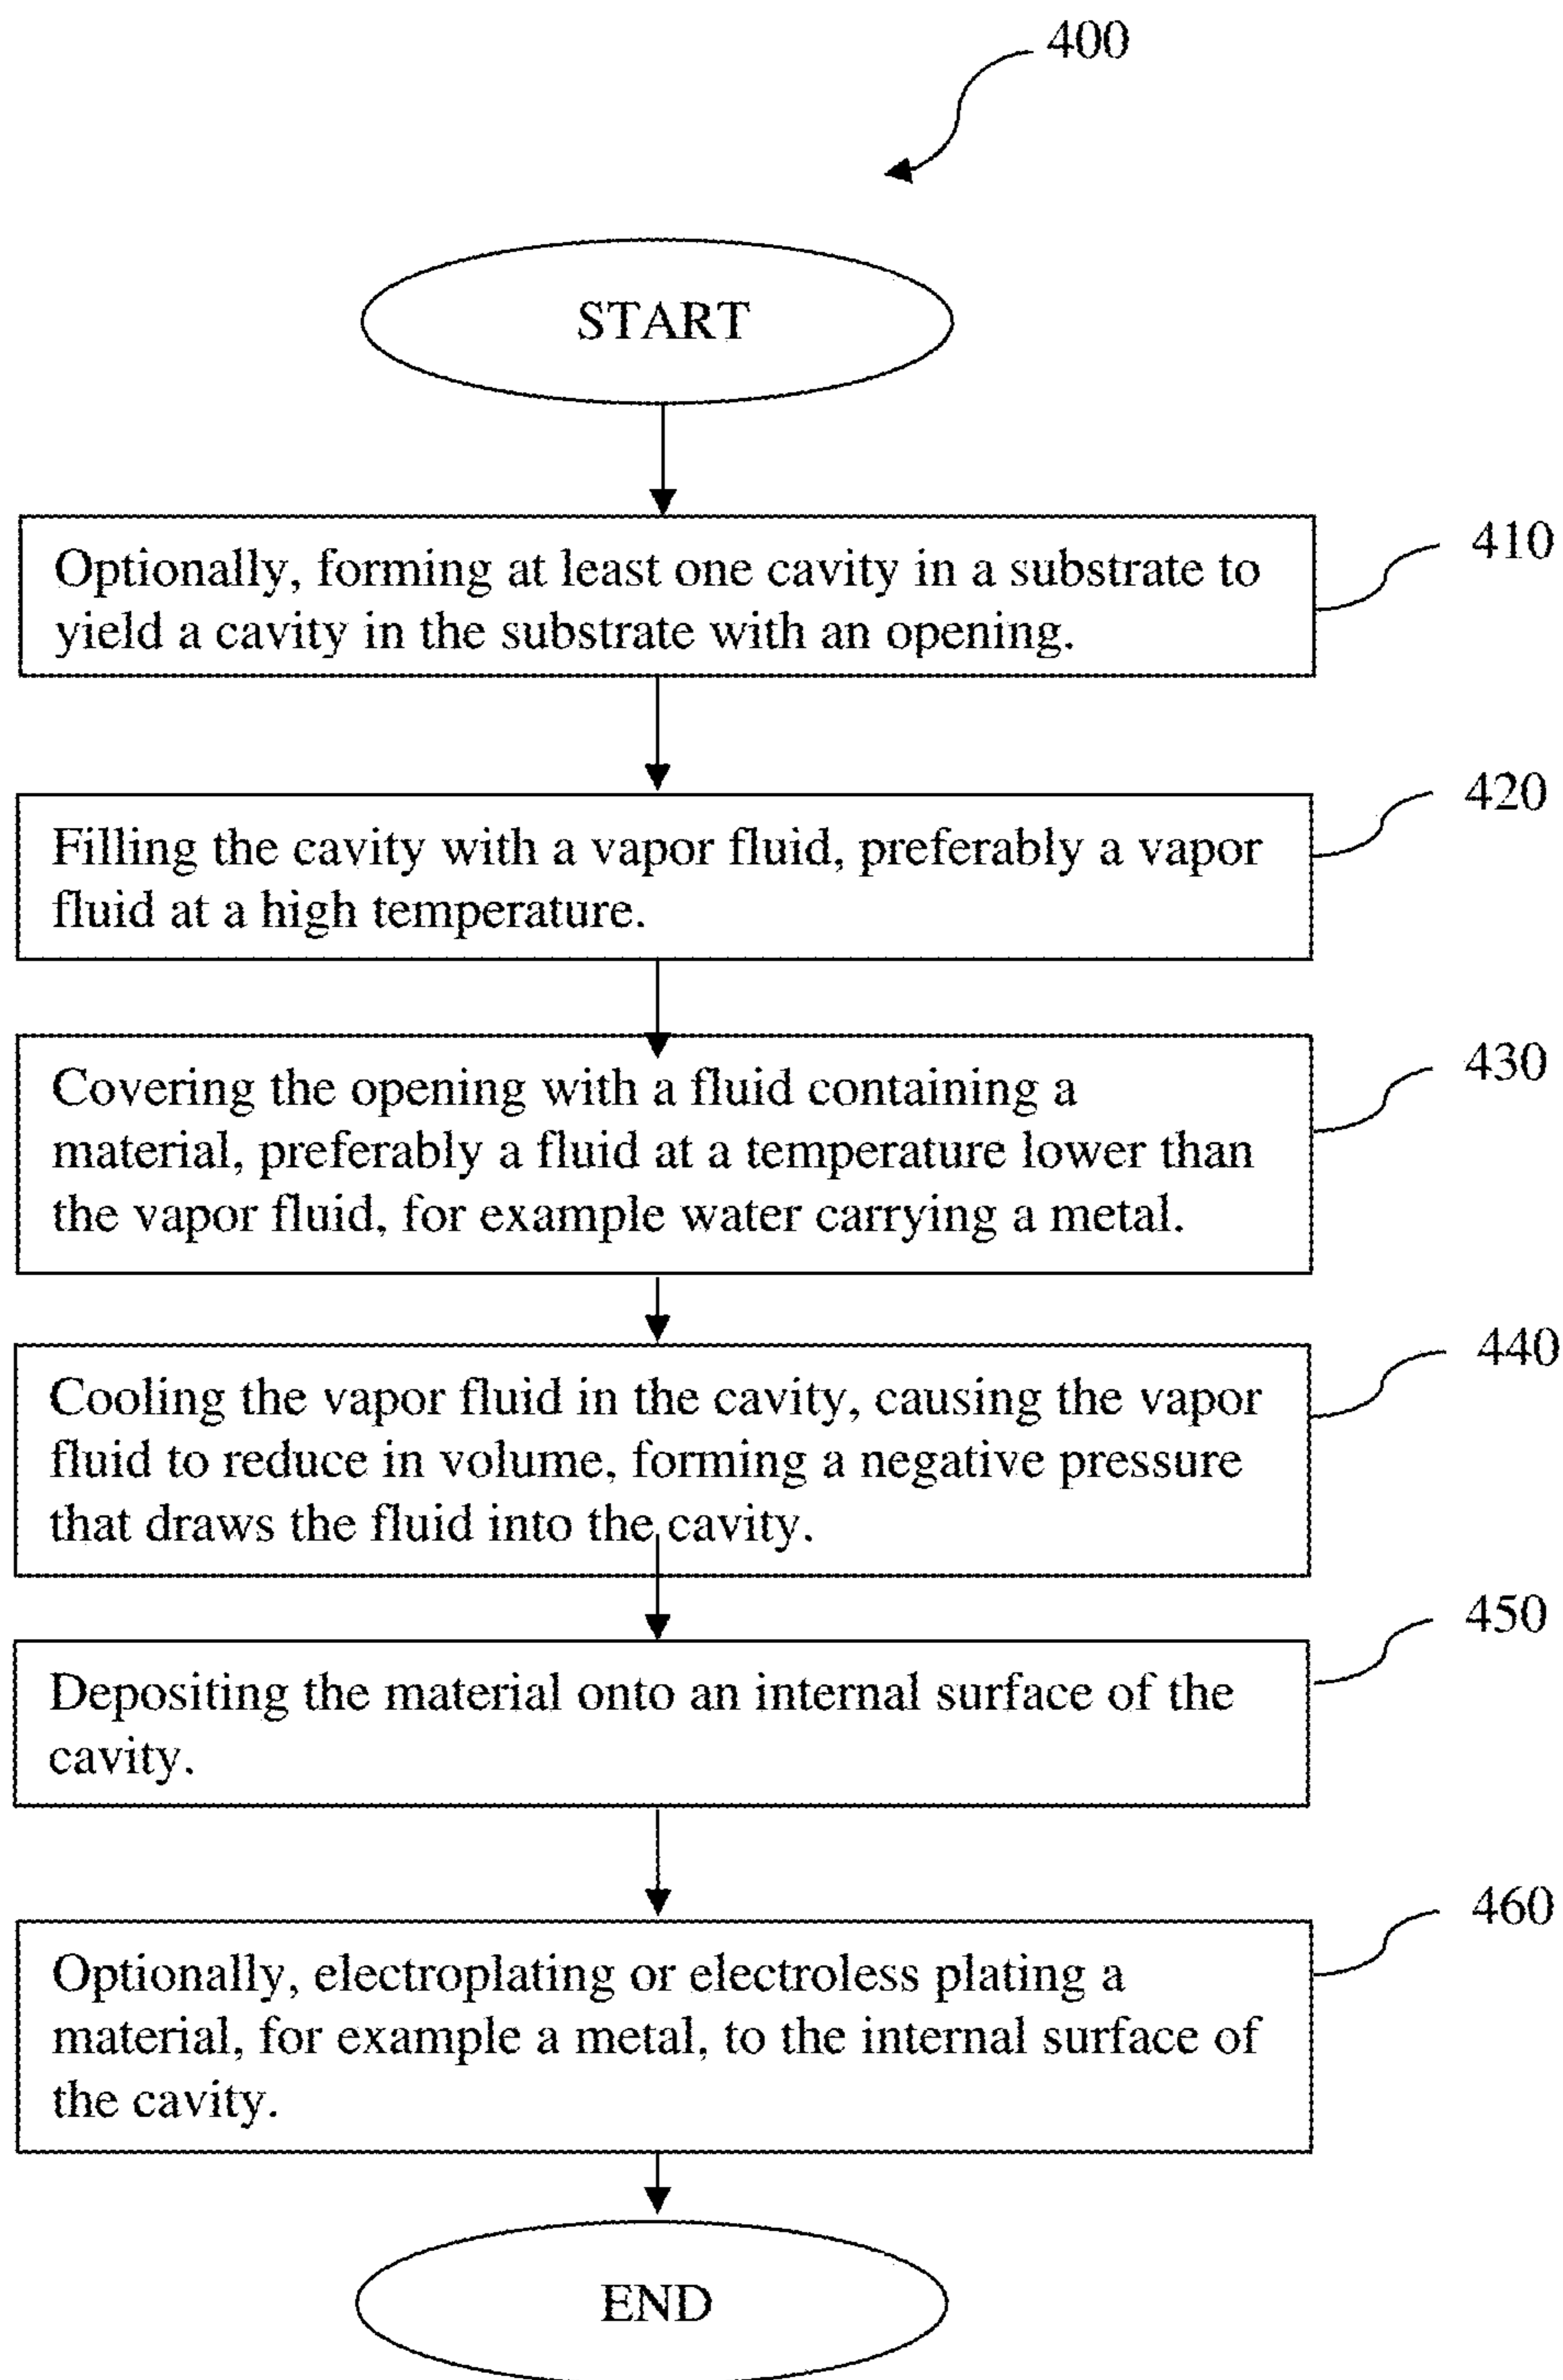 400
START
Optionally, forming at least one cavity in a substrate to
yield a cavity in the substrate with an opening.
410
Filling the cavity with a vapor fluid, preferably a vapor
fluid at a high temperature.
420
Covering the opening with a fluid containing a
material, preferably a fluid at a temperature lower than
the vapor fluid, for example water carrying a metal.
430
Cooling the vapor fluid in the cavity, causing the vapor
fluid to reduce in volume, forming a negative pressure
that draws the fluid into the cavity.
440
Depositing the material onto an internal surface of the
cavity.
450
Optionally, electroplating or electroless plating a
material, for example a metal, to the internal surface of
the cavity.
460
END